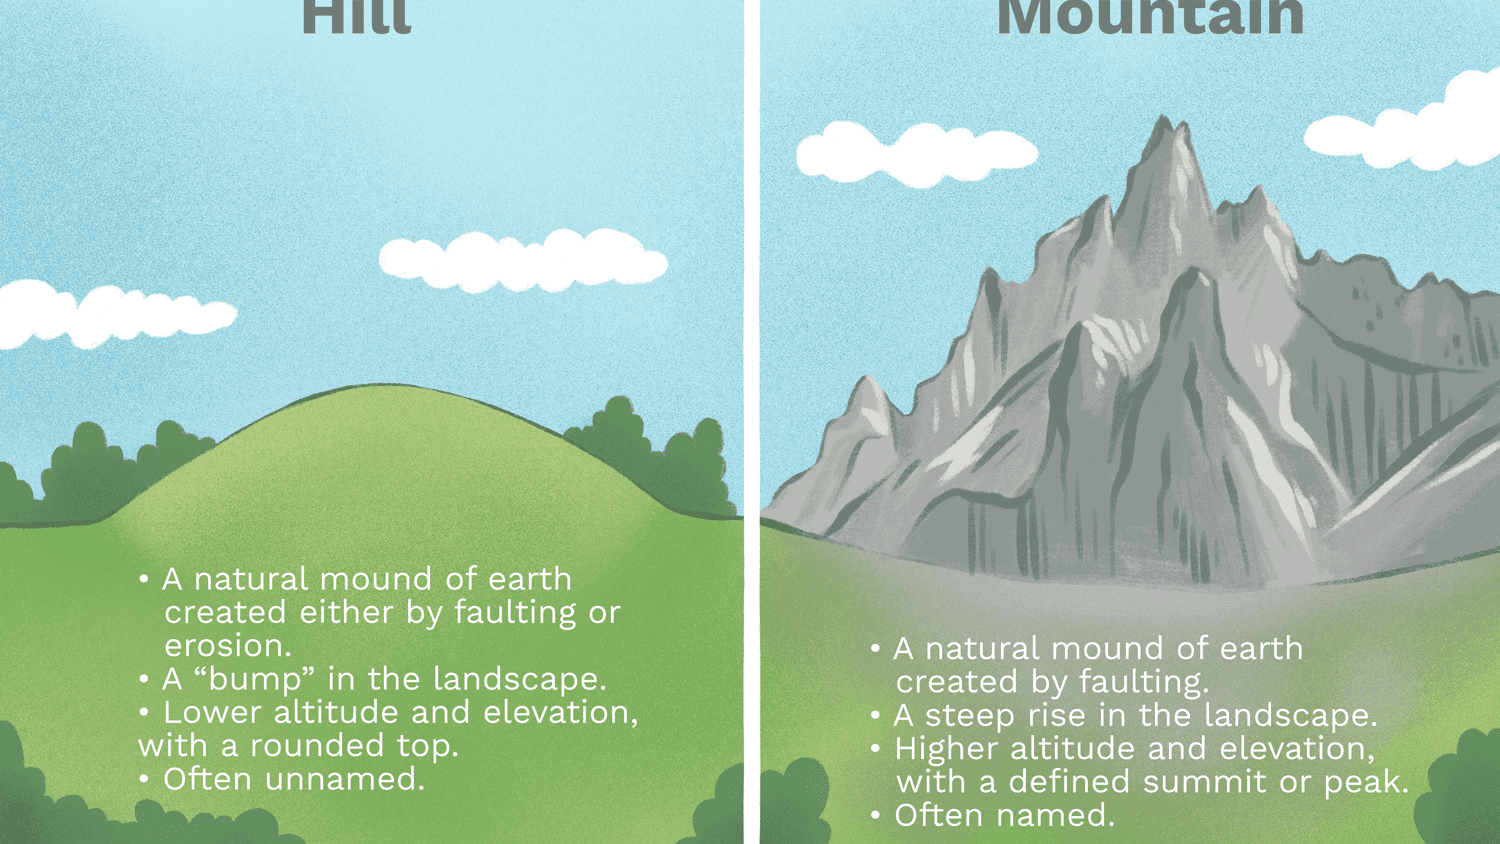 Hill
• A natural mound of earth
created either by faulting or
erosion.
• A “bump” in the landscape.
• Lower altitude and elevation,
with a rounded top.
• Often unnamed.
Mountain
• A natural mound of earth
created by faulting.
• A steep rise in the landscape.
• Higher altitude and elevation,
with a defined summit or peak.
• Often named.